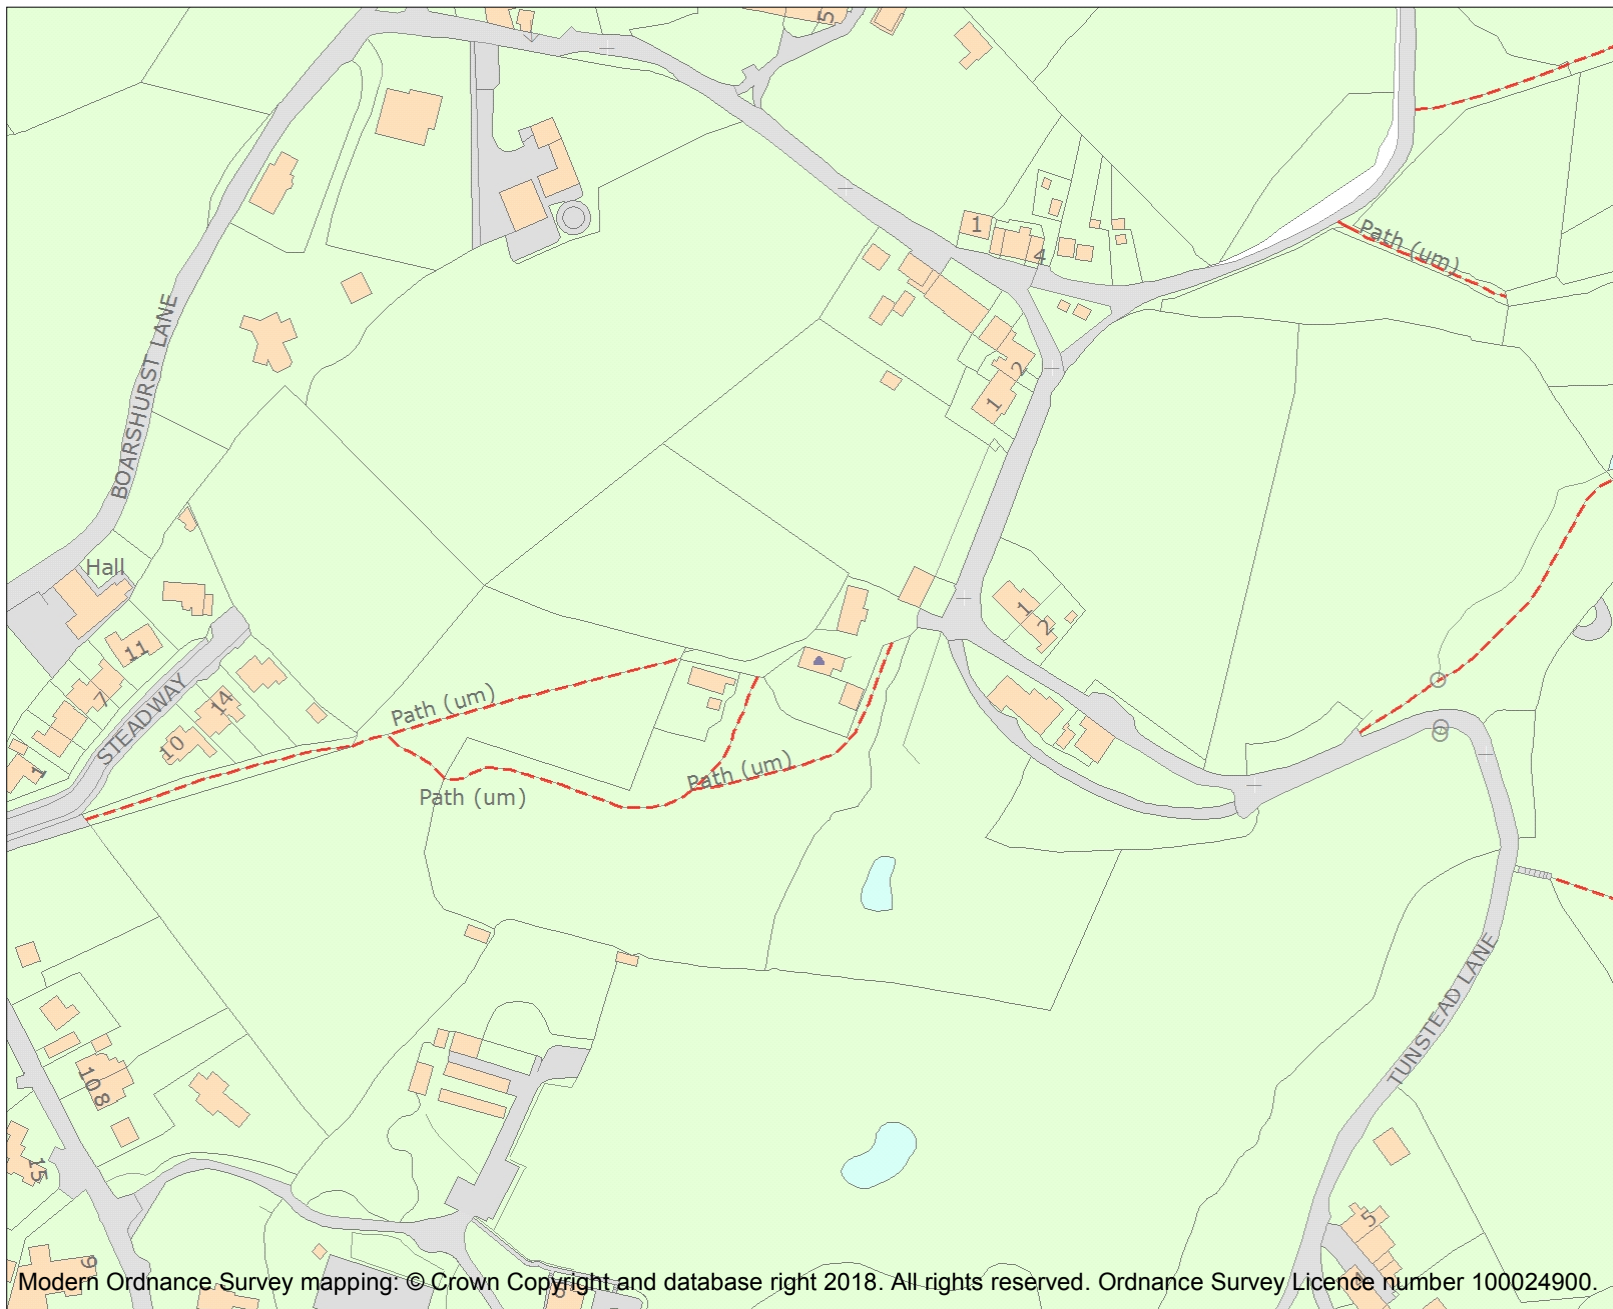 5
1
4
Path (um)
BOARSHURST LANE
2
1
Hall
1
2
11
7
14
STEADWAY
10
1
Path (um)
Path (um)
Path (um)
TUNSTEAD LANE
10
8
15
5
9
6
Modern Ordnance Survey mapping: © Crown Copyright and database right 2018. All rights reserved. Ordnance Survey Licence number 100024900.